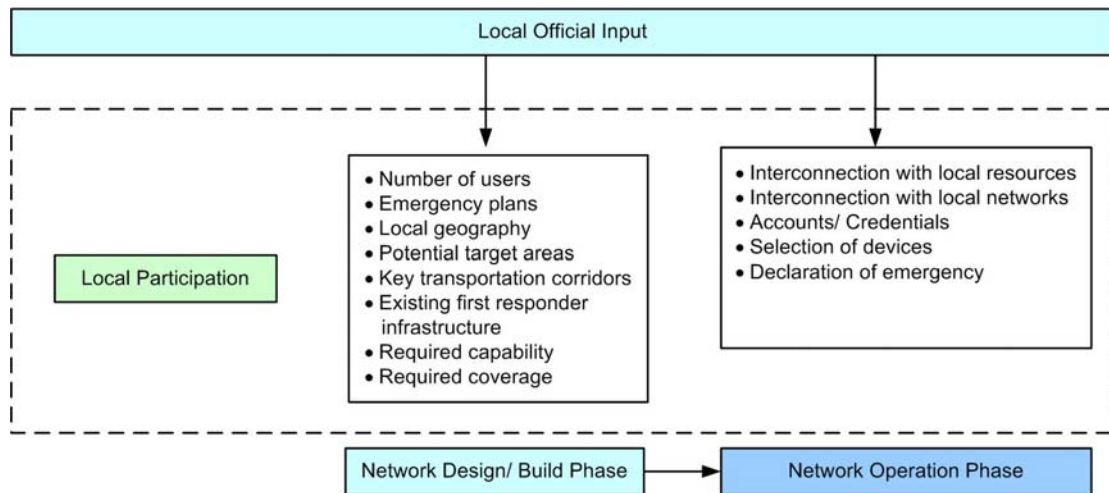 Local Official Input
Local Participation
• Number of users
• Emergency plans
• Local geography
• Potential target areas
• Key transportation corridors
• Existing first responder
infrastructure
• Required capability
• Required coverage
• Interconnection with local resources
• Interconnection with local networks
• Accounts/ Credentials
• Selection of devices
• Declaration of emergency
Network Design/ Build Phase
Network Operation Phase